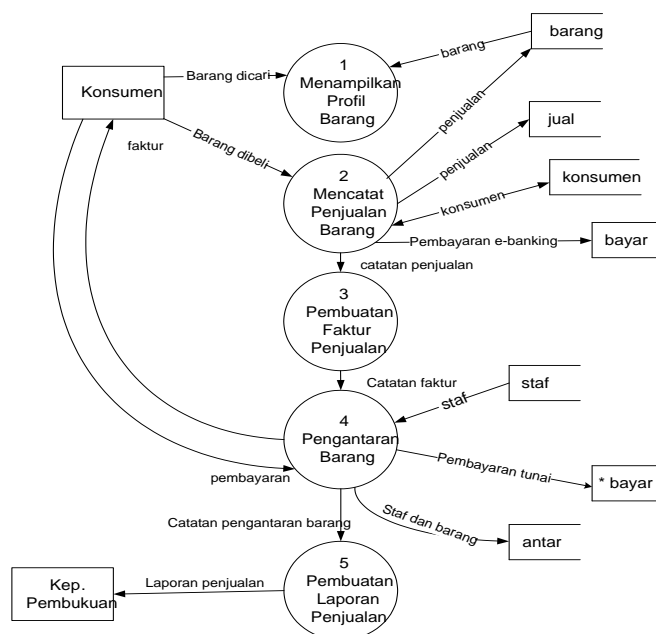 barang
1
Menampilkan
Profil
Barang
barang
Barang dicari
Konsumen
penjualan
jual
faktur
Barang dibeli
penjualan
2
Mencatat
Penjualan
Barang
konsumen
konsumen
Pembayaran e-banking
bayar
catatan penjualan
3
Pembuatan
Faktur
Penjualan
Catatan faktur
staf
staf
4
Pengantaran
Barang
Pembayaran tunai
pembayaran
* bayar
Staf dan barang
Catatan pengantaran barang
antar
5
Pembuatan
Laporan
Penjualan
Laporan penjualan
Kep.
Pembukuan